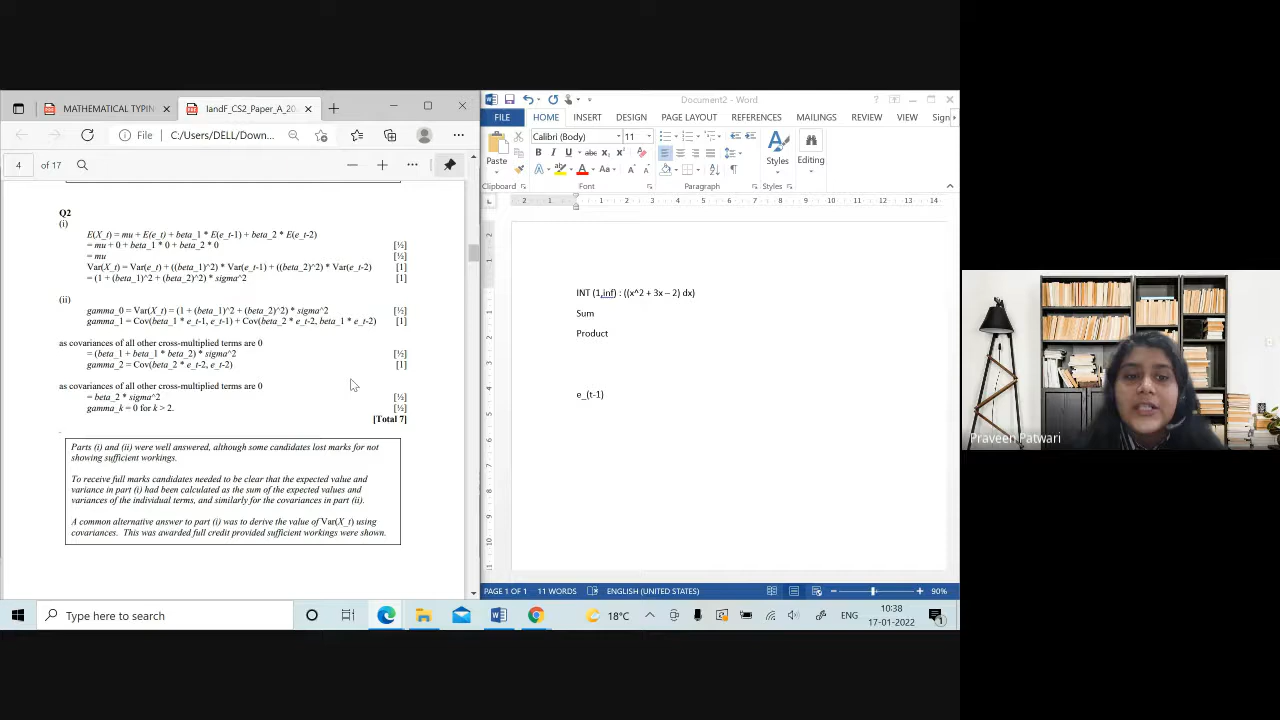 MATHEMATICAL TYPIN
IandF_CS2_Paper_A_20
Document2 - Word
File
C:/Users/DELL/Down...
FILE
HOME
INSERT
DESIGN
PAGE LAYOUT
REFERENCES
MAILINGS
REVIEW
VIEW
Sign
4
of 17
Paste
Calibri (Body)
11
Styles
Editing
Clipboard
Font
Paragraph
Styles
Q2
(i)
E(X_t) = mu + E(e_t) + beta_1 * E(e_t-1) + beta_2 * E(e_t-2)
= mu + 0 + beta_1 * 0 + beta_2 * 0 [½]
= mu [½]
Var(X_t) = Var(e_t) + ((beta_1)^2) * Var(e_t-1) + ((beta_2)^2) * Var(e_t-2) [1]
= (1 + (beta_1)^2 + (beta_2)^2) * sigma^2 [1]
(ii)
gamma_0 = Var(X_t) = (1 + (beta_1)^2 + (beta_2)^2) * sigma^2 [½]
gamma_1 = Cov(beta_1 * e_t-1, e_t-1) + Cov(beta_2 * e_t-2, beta_1 * e_t-2) [1]
as covariances of all other cross-multiplied terms are 0
= (beta_1 + beta_1 * beta_2) * sigma^2 [½]
gamma_2 = Cov(beta_2 * e_t-2, e_t-2) [1]
as covariances of all other cross-multiplied terms are 0
= beta_2 * sigma^2 [½]
gamma_k = 0 for k > 2. [½]
[Total 7]
Parts (i) and (ii) were well answered, although some candidates lost marks for not
showing sufficient workings.
To receive full marks candidates needed to be clear that the expected value and
variance in part (i) had been calculated as the sum of the expected values and
variances of the individual terms, and similarly for the covariances in part (ii).
A common alternative answer to part (i) was to derive the value of Var(X_t) using
covariances. This was awarded full credit provided sufficient workings were shown.
INT (1,inf) : ((x^2 + 3x – 2) dx)
Sum
Product
e_(t-1)
PAGE 1 OF 1
11 WORDS
ENGLISH (UNITED STATES)
90%
Type here to search
18°C
ENG
10:38
17-01-2022
Praveen Patwari